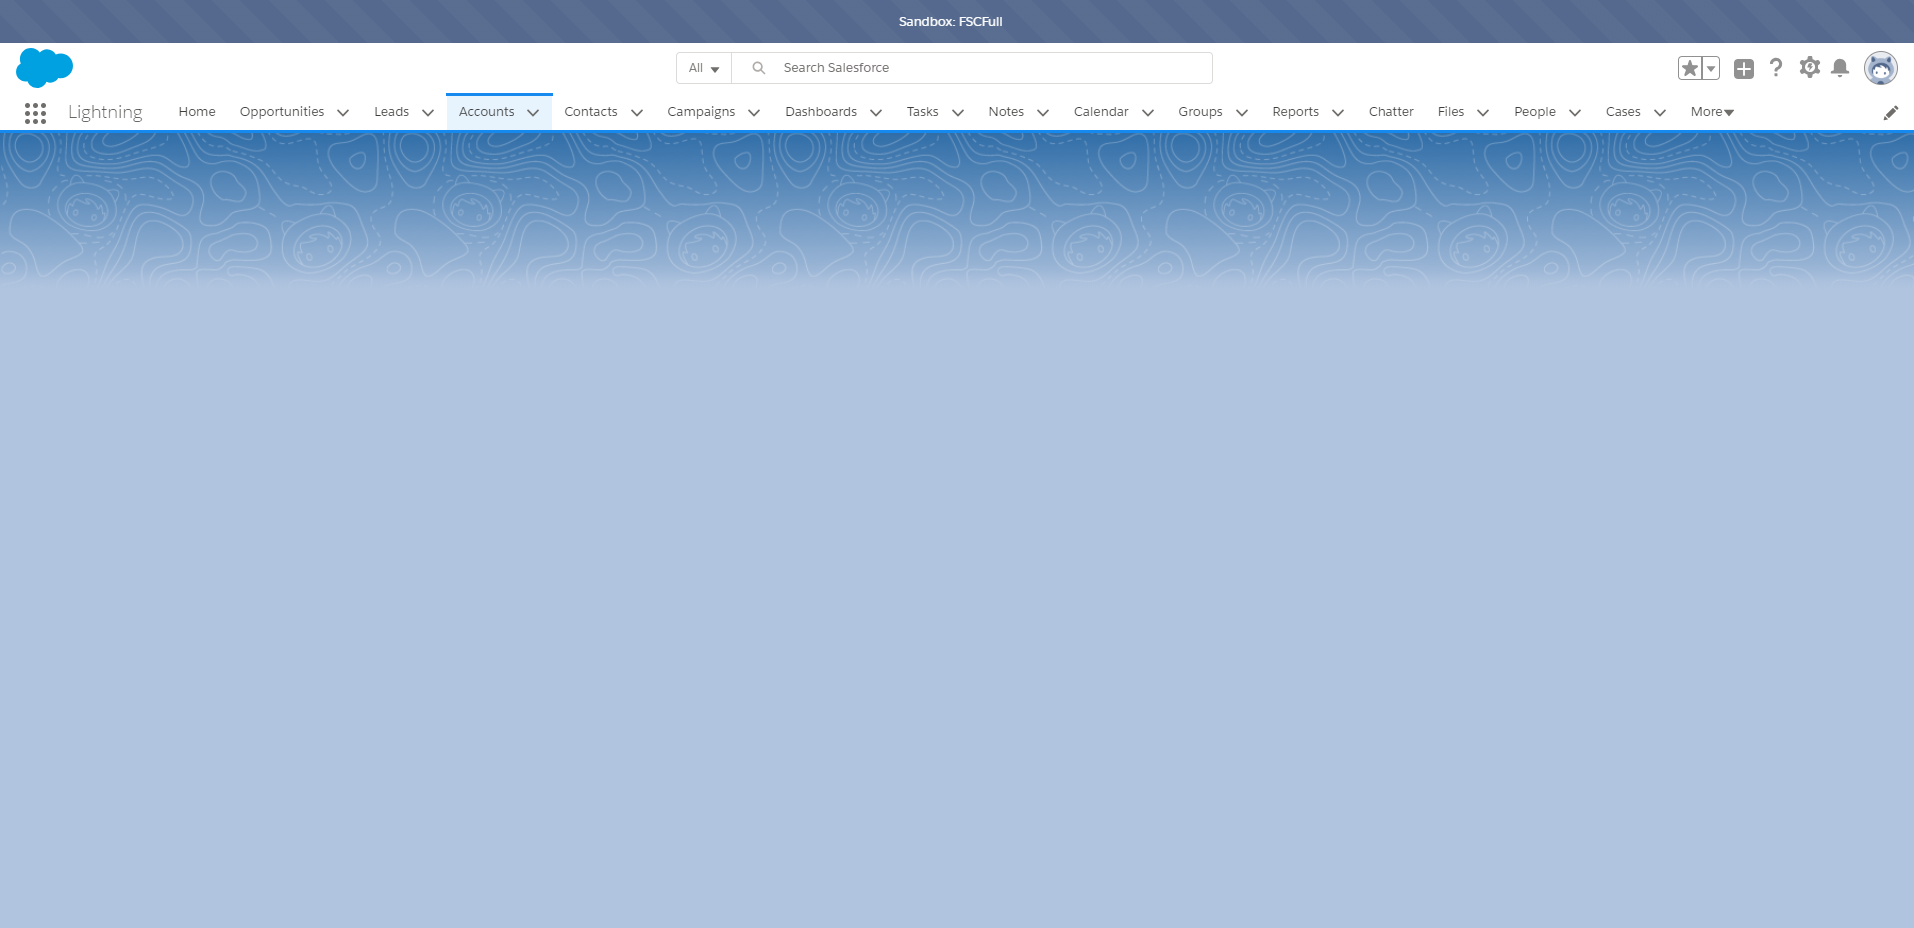 Sandbox: FSCFull
All Search Salesforce
Lightning Home Opportunities Leads Accounts Contacts Campaigns Dashboards Tasks Notes Calendar Groups Reports Chatter Files People Cases More